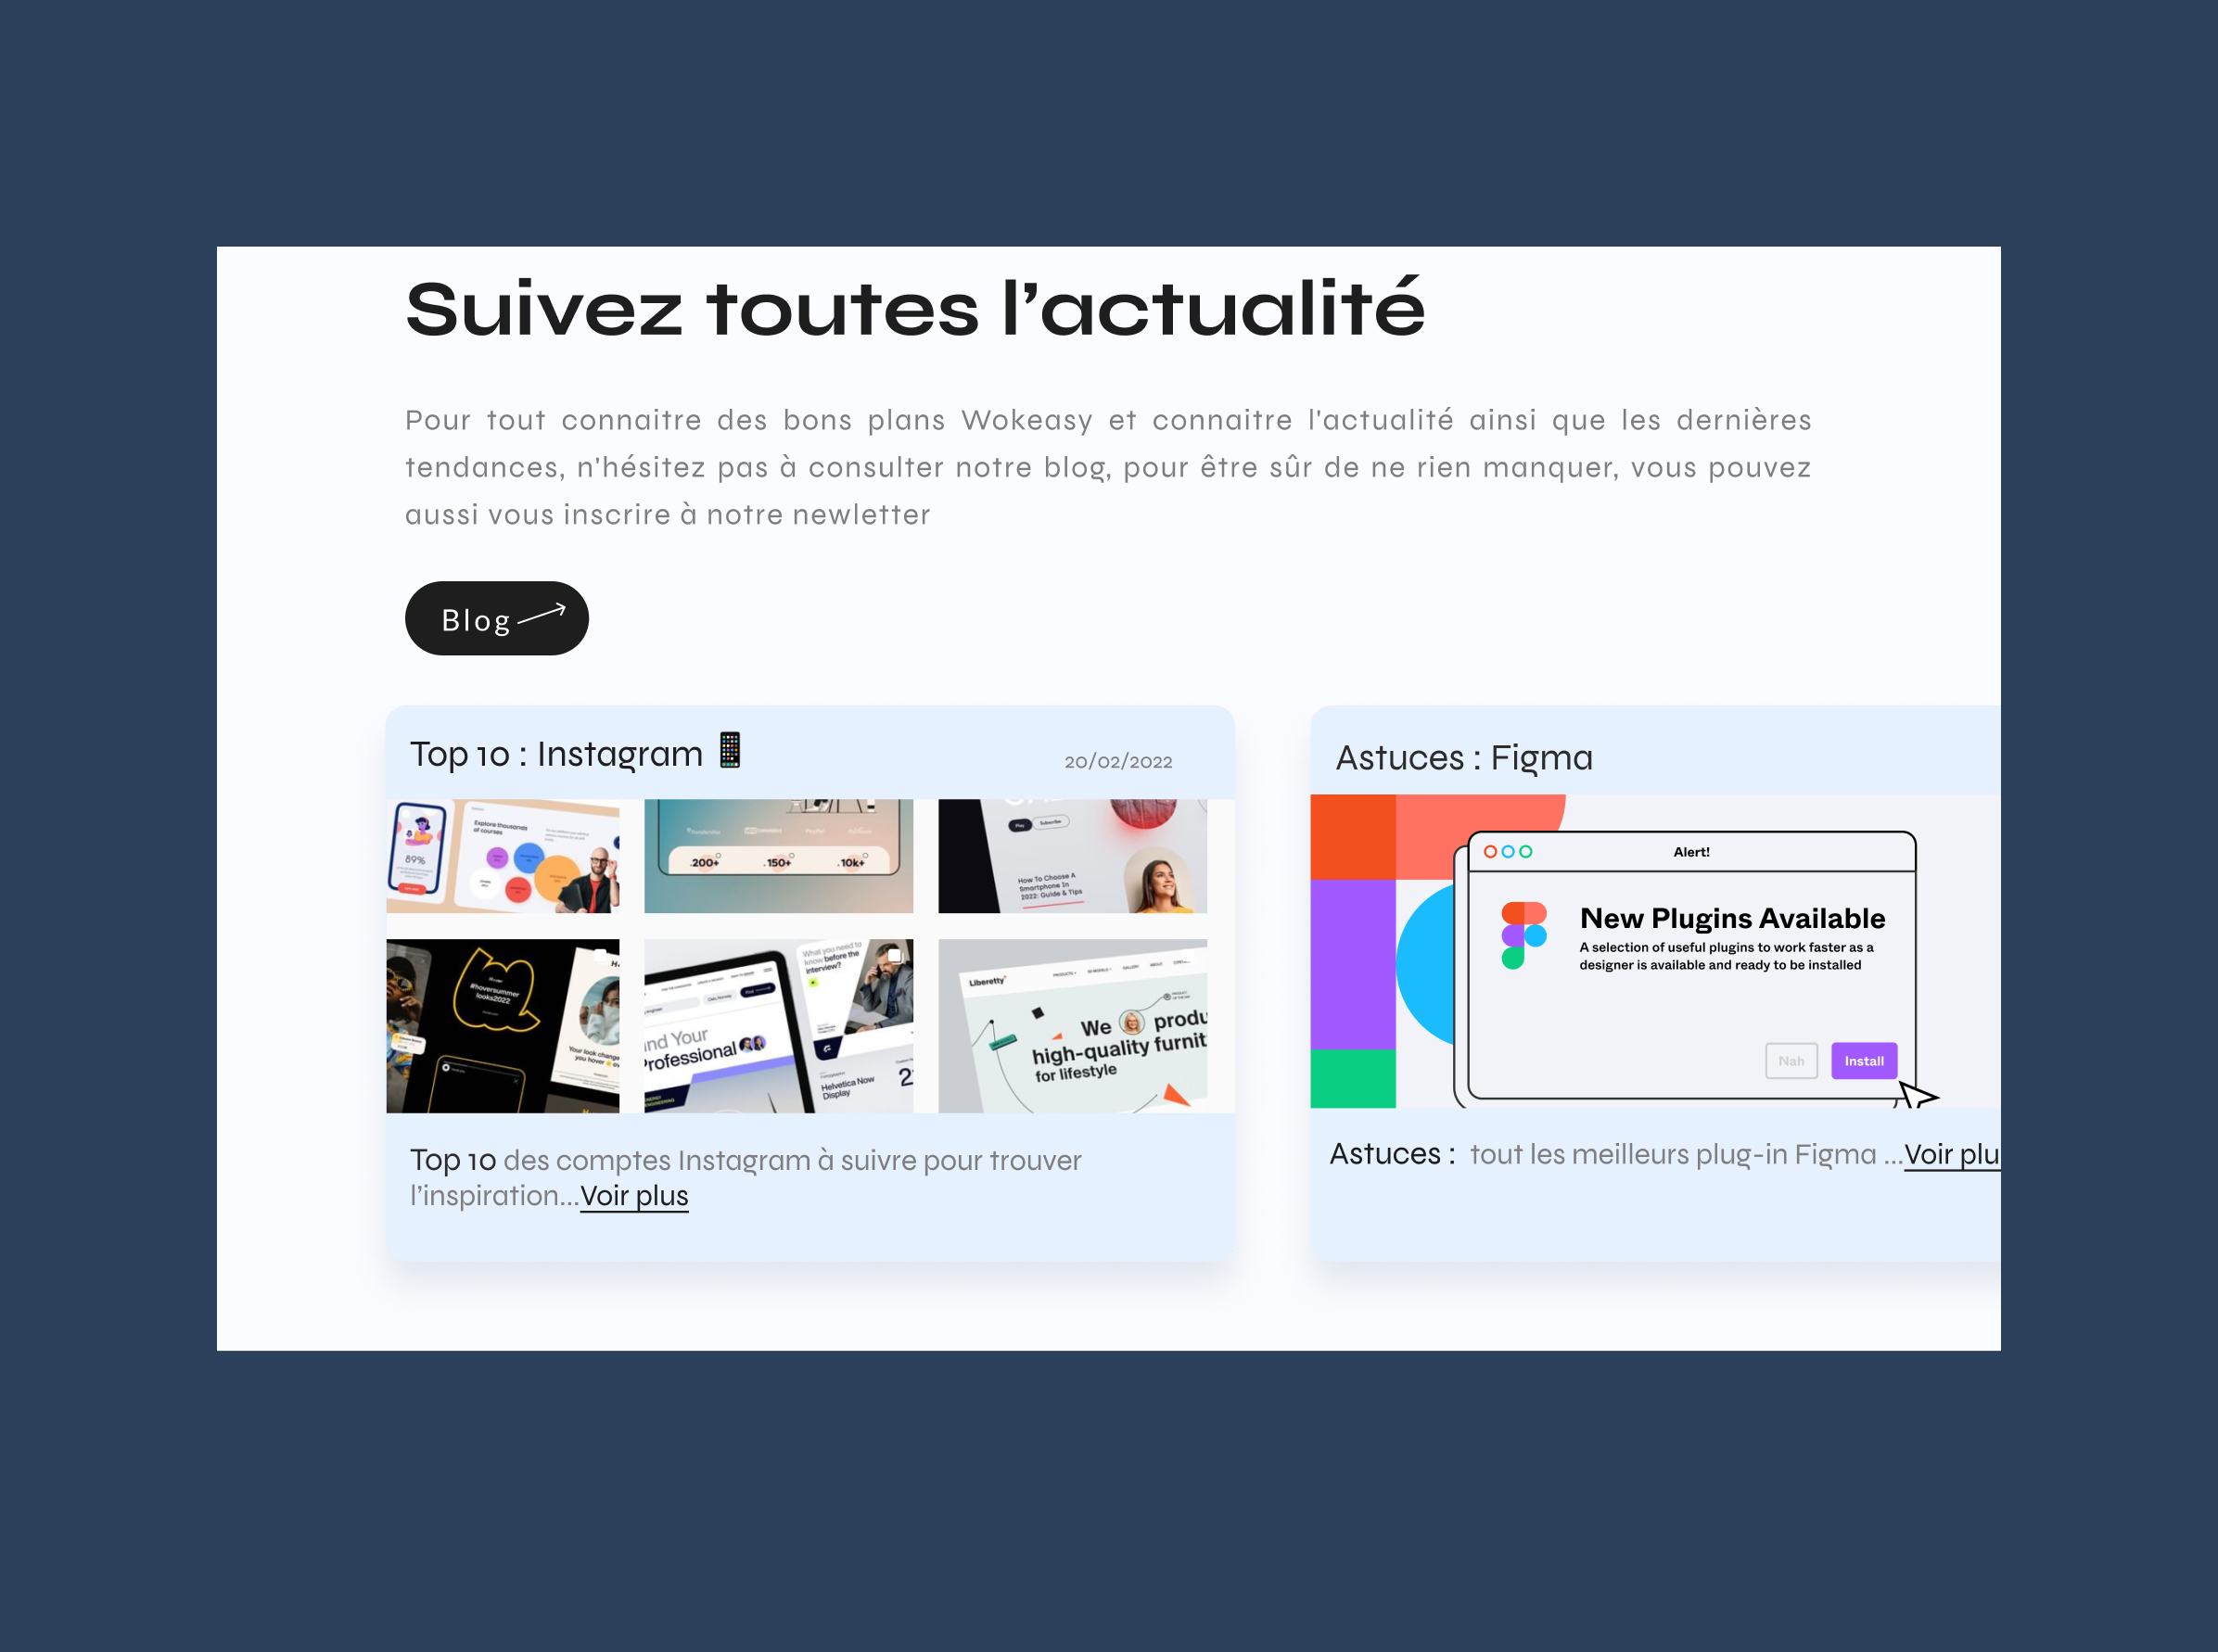 Suivez toutes l’actualité
Pour tout connaitre des bons plans Wokeasy et connaitre l'actualité ainsi que les dernières
tendances, n'hésitez pas à consulter notre blog, pour être sûr de ne rien manquer, vous pouvez
aussi vous inscrire à notre newletter
Blog
Top 10 : Instagram
20/02/2022
Explore thousands
of courses
89%
200+
150+
10k+
Play
Subscribe
How To Choose A
Smartphone In
2022: Guide & Tips
#hoversummer
looks2022
Your look change
you hover
What you need to
know before the
interview?
nd Your
Professional
Helvetica Now
Display
2
Liberetty
We produ
high-quality furnit
for lifestyle
Top 10 des comptes Instagram à suivre pour trouver
l’inspiration...Voir plus
Astuces : Figma
Alert!
New Plugins Available
A selection of useful plugins to work faster as a
designer is available and ready to be installed
Nah
Install
Astuces : tout les meilleurs plug-in Figma ...Voir plu